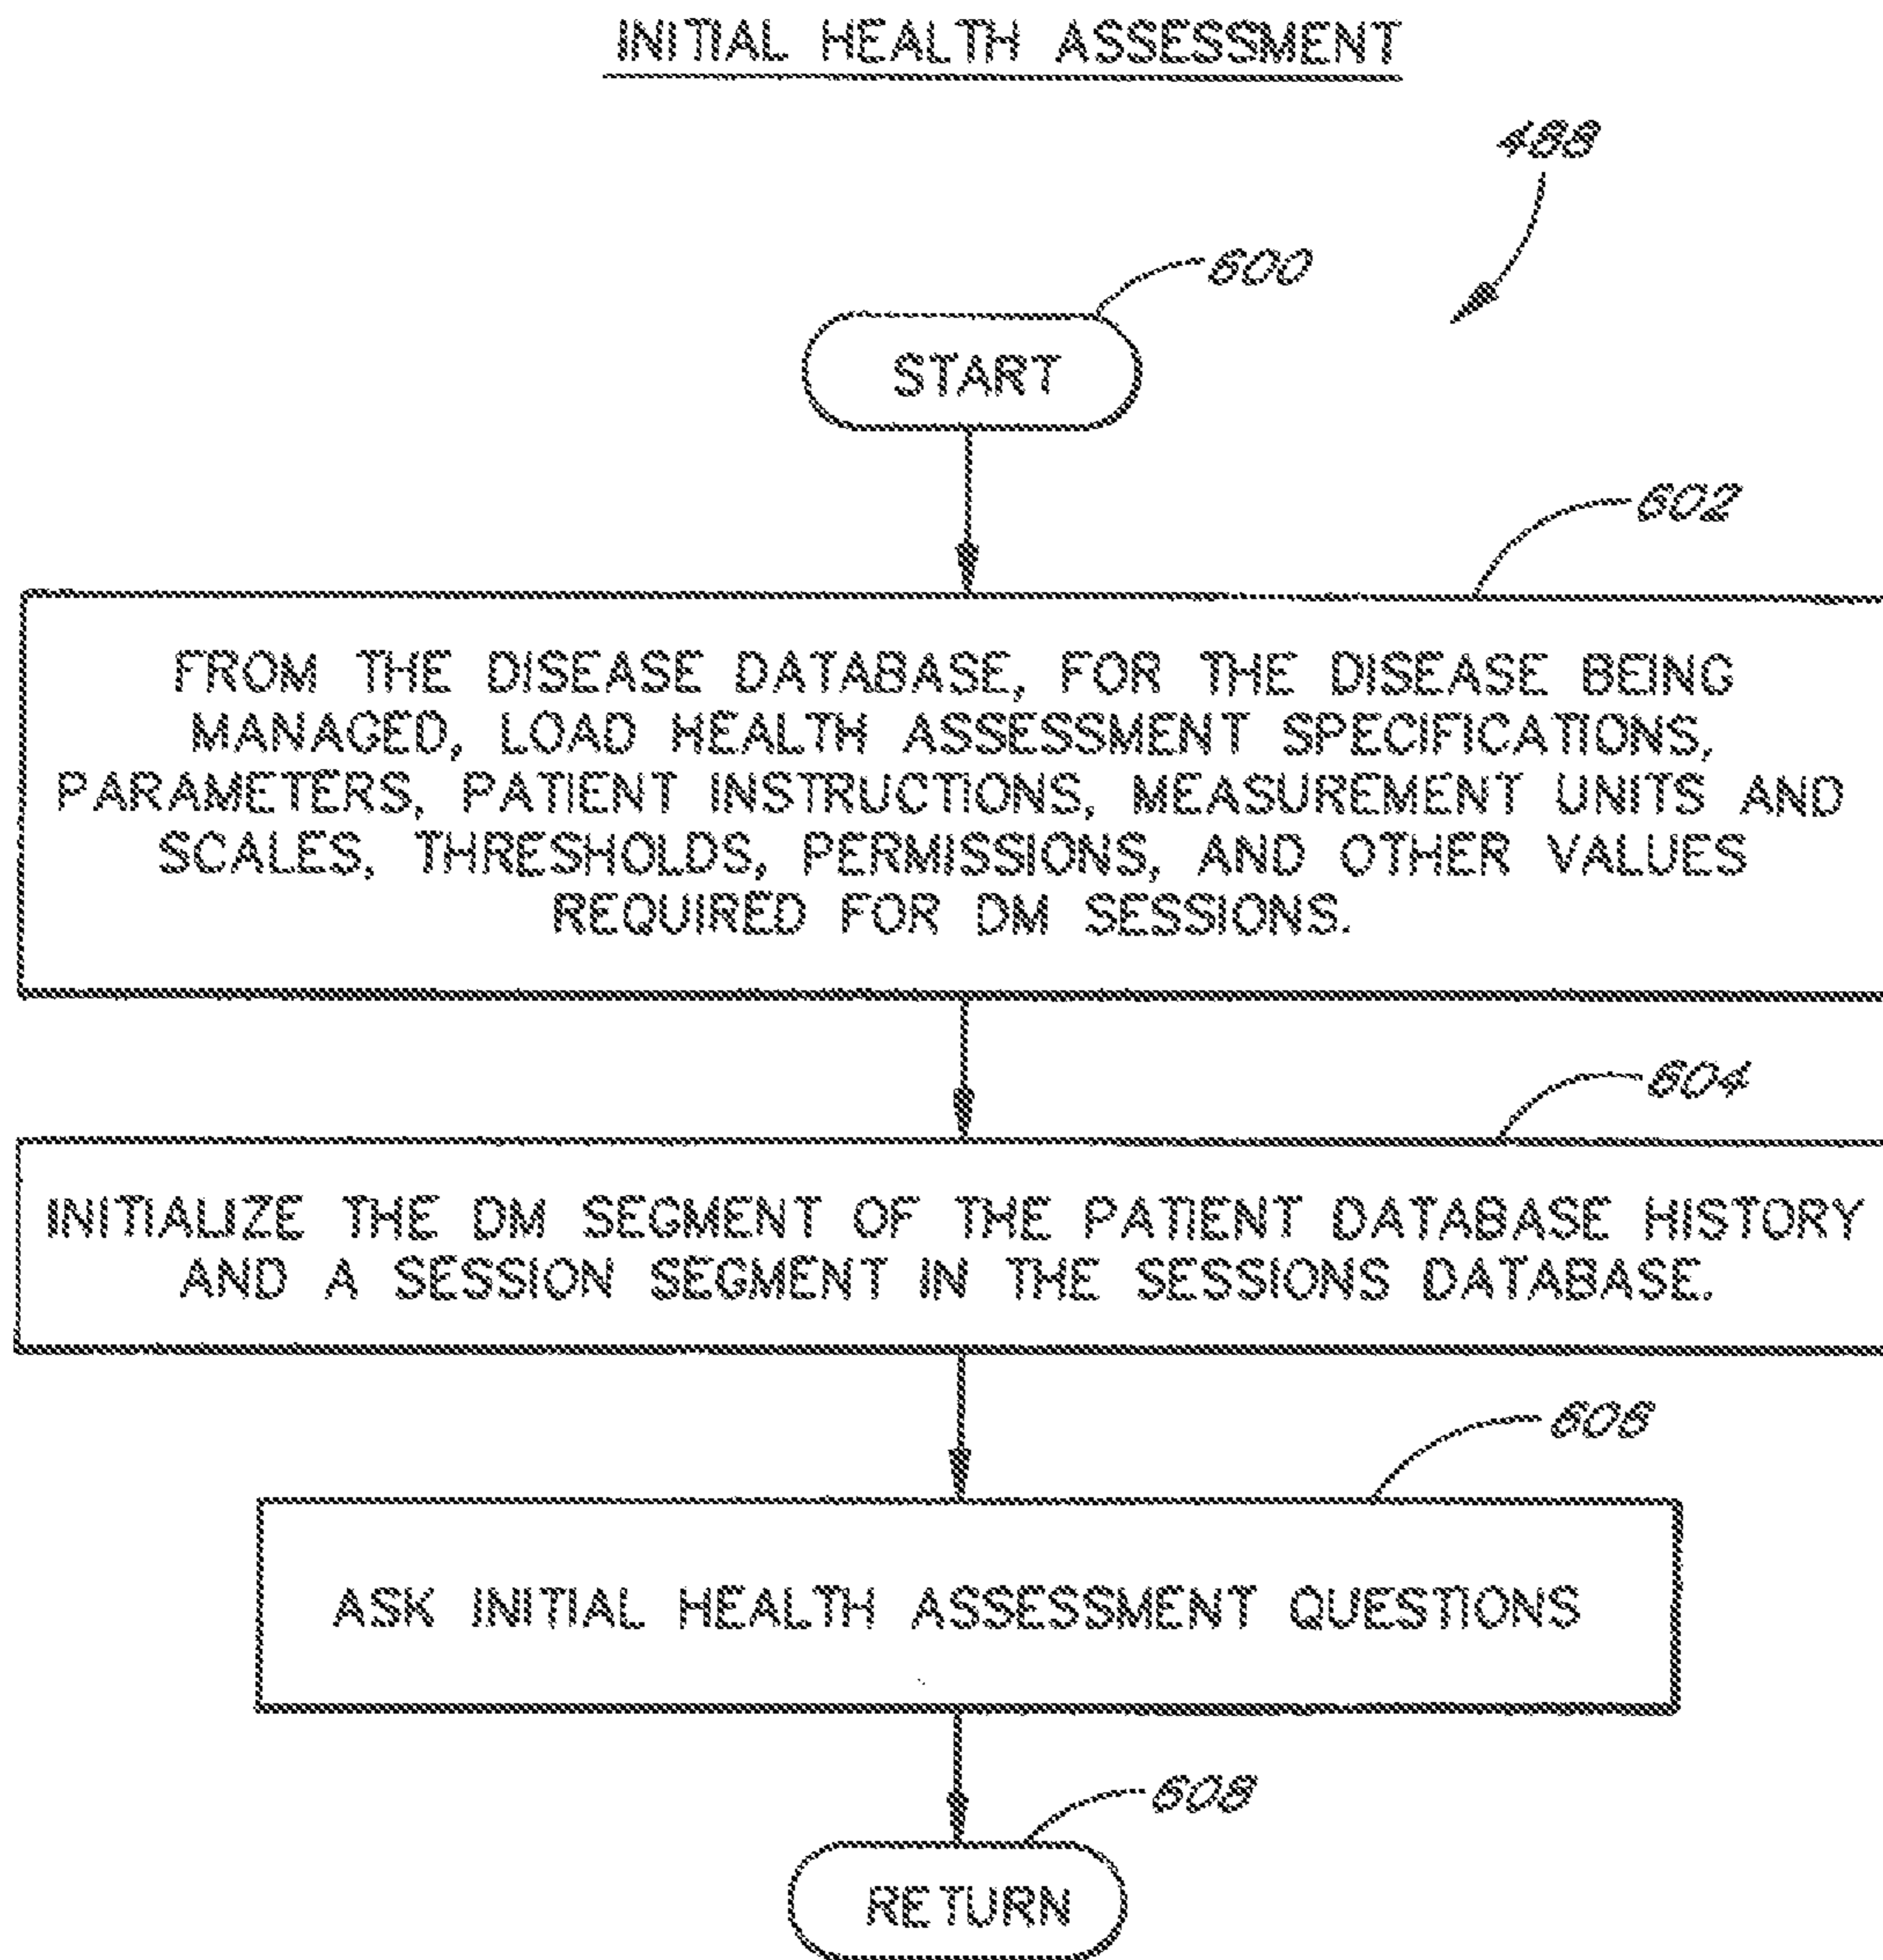 INITIAL HEALTH ASSESSMENT
488
600
START
602
FROM THE DISEASE DATABASE, FOR THE DISEASE BEING
MANAGED, LOAD HEALTH ASSESSMENT SPECIFICATIONS,
PARAMETERS, PATIENT INSTRUCTIONS, MEASUREMENT UNITS AND
SCALES, THRESHOLDS, PERMISSIONS, AND OTHER VALUES
REQUIRED FOR DM SESSIONS.
604
INITIALIZE THE DM SEGMENT OF THE PATIENT DATABASE HISTORY
AND A SESSION SEGMENT IN THE SESSIONS DATABASE.
606
ASK INITIAL HEALTH ASSESSMENT QUESTIONS
608
RETURN